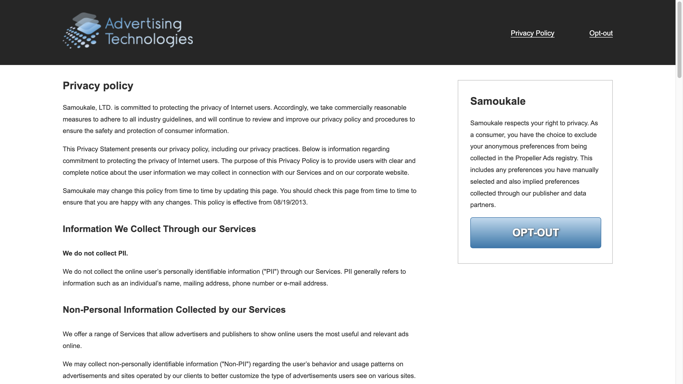 Advertising
Technologies
Privacy Policy
Opt-out
Privacy policy
Samoukale, LTD. is committed to protecting the privacy of Internet users. Accordingly, we take commercially reasonable
measures to adhere to all industry guidelines, and will continue to review and improve our privacy policy and procedures to
ensure the safety and protection of consumer information.
This Privacy Statement presents our privacy policy, including our privacy practices. Below is information regarding
commitment to protecting the privacy of Internet users. The purpose of this Privacy Policy is to provide users with clear and
complete notice about the user information we may collect in connection with our Services and on our corporate website.
Samoukale may change this policy from time to time by updating this page. You should check this page from time to time to
ensure that you are happy with any changes. This policy is effective from 08/19/2013.
Information We Collect Through our Services
We do not collect PII.
We do not collect the online user's personally identifiable information ("PII") through our Services. PII generally refers to
information such as an individual's name, mailing address, phone number or e-mail address.
Non-Personal Information Collected by our Services
We offer a range of Services that allow advertisers and publishers to show online users the most useful and relevant ads
online.
We may collect non-personally identifiable information ("Non-PII") regarding the user's behavior and usage patterns on
advertisements and sites operated by our clients to better customize the type of advertisements users see on various sites.
Samoukale
Samoukale respects your right to privacy. As
a consumer, you have the choice to exclude
your anonymous preferences from being
collected in the Propeller Ads registry. This
includes any preferences you have manually
selected and also implied preferences
collected through our publisher and data
partners.
OPT-OUT